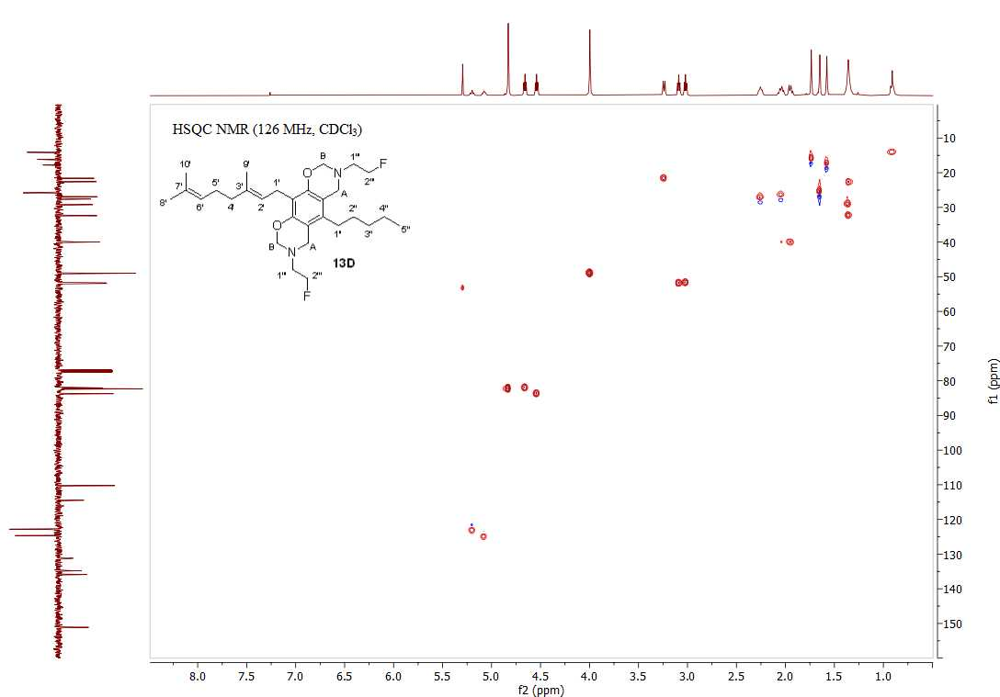 HSQC NMR (126 MHz, CDCl₃)
B
1'''
F
O
N
10'
9'
1'
2'''
5'
3'
A
7'
8'
6'
4'
2'
2''
4''
O
1''
3''
5''
B
A
N
13D
1'''
2'''
F
10
20
30
40
50
60
70
80
90
100
110
120
130
140
150
f1 (ppm)
8.0 7.5 7.0 6.5 6.0 5.5 5.0 4.5 4.0 3.5 3.0 2.5 2.0 1.5 1.0
f2 (ppm)